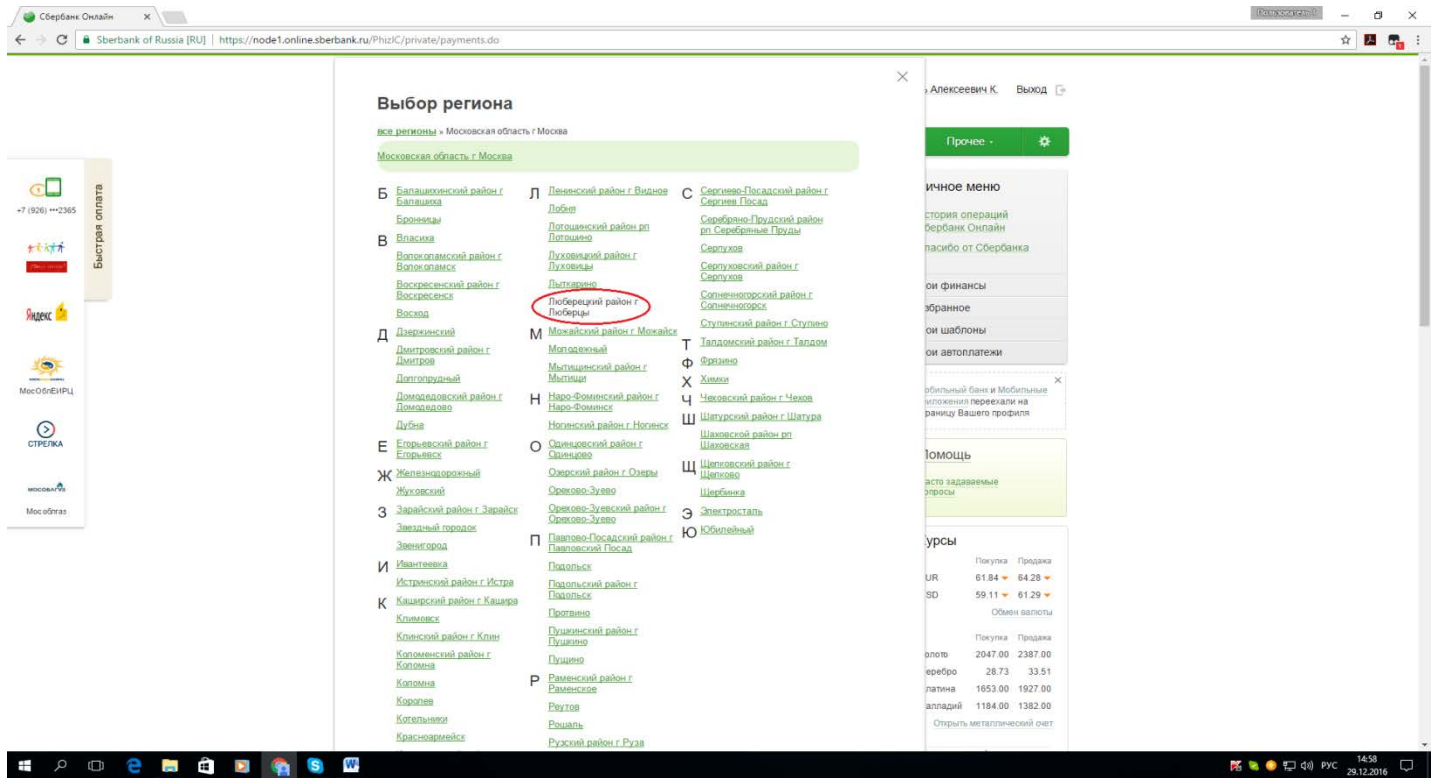 Сбербанк Онлайн
Sberbank of Russia [RU] | https://node1.online.sberbank.ru/PhizIC/private/payments.do
Выбор региона
все регионы » Московская область г Москва
Московская область г Москва
Б
Балашихинский район г
Балашиха
Бронницы
В
Власиха
Волоколамский район г
Волоколамск
Воскресенский район г
Воскресенск
Восход
Д
Дзержинский
Дмитровский район г
Дмитров
Долгопрудный
Домодедовский район г
Домодедово
Дубна
Е
Егорьевский район г
Егорьевск
Ж
Железнодорожный
Жуковский
З
Зарайский район г Зарайск
Звездный городок
Звенигород
И
Ивантеевка
Истринский район г Истра
К
Каширский район г Кашира
Климовск
Клинский район г Клин
Коломенский район г
Коломна
Коломна
Королев
Котельники
Красноармейск
Л
Ленинский район г Видное
Лобня
Лотошинский район рп
Лотошино
Луховицкий район г
Луховицы
Лыткарино
Люберецкий район г
Люберцы
М
Можайский район г Можайск
Молодежный
Мытищинский район г
Мытищи
Н
Наро-Фоминский район г
Наро-Фоминск
Ногинский район г Ногинск
О
Одинцовский район г
Одинцово
Озерский район г Озеры
Орехово-Зуево
Орехово-Зуевский район г
Орехово-Зуево
П
Павлово-Посадский район г
Павловский Посад
Подольск
Подольский район г
Подольск
Протвино
Пушкинский район г
Пушкино
Пущино
Р
Раменский район г
Раменское
Реутов
Рошаль
Рузский район г Руза
С
Сергиево-Посадский район г
Сергиев Посад
Серебряно-Прудский район
рп Серебряные Пруды
Серпухов
Серпуховский район г
Серпухов
Солнечногорский район г
Солнечногорск
Ступинский район г Ступино
Т
Талдомский район г Талдом
Ф
Фрязино
Х
Химки
Ч
Чеховский район г Чехов
Ш
Шатурский район г Шатура
Шаховской район рп
Шаховская
Щ
Щелковский район г
Щелково
Щербинка
Э
Электросталь
Ю
Юбилейный
Быстрая оплата
+7 (926) •••2365
Яндекс
МосОблЕИРЦ
СТРЕЛКА
МОСОБЛГАЗ
Мособлгаз
Алексеевич К. Выход
Прочее
ичное меню
стория операций
бербанк Онлайн
пасибо от Сбербанка
ои финансы
збранное
ои шаблоны
ои автоплатежи
обильный банк и Мобильные
риложения переехали на
раницу Вашего профиля
Помощь
асто задаваемые
опросы
урсы
Покупка Продажа
UR 61.84 64.28
SD 59.11 61.29
Обмен валюты
Покупка Продажа
олото 2047.00 2387.00
еребро 28.73 33.51
латина 1653.00 1927.00
алладий 1184.00 1382.00
Открыть металлический счет
РУС
14:58
29.12.2016